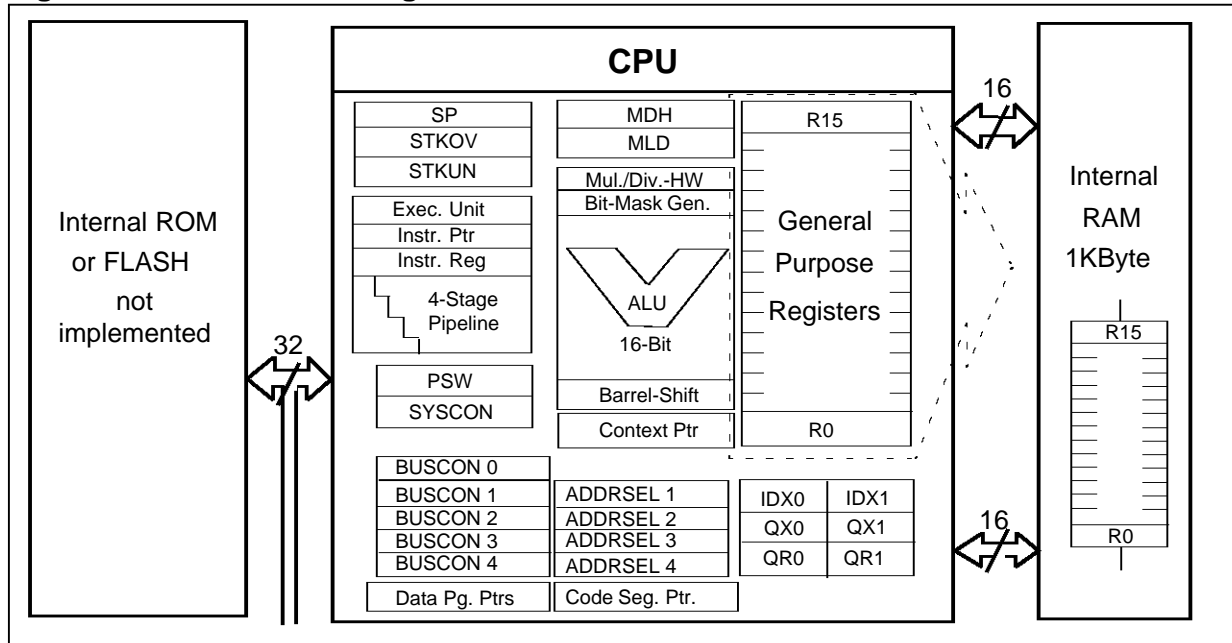 Internal ROM
or FLASH
not
implemented
32
CPU
SP
STKOV
STKUN
Exec. Unit
Instr. Ptr
Instr. Reg
4-Stage
Pipeline
PSW
SYSCON
MDH
MLD
Mul./Div.-HW
Bit-Mask Gen.
ALU
16-Bit
Barrel-Shift
Context Ptr
R15
General
Purpose
Registers
R0
BUSCON 0
BUSCON 1
BUSCON 2
BUSCON 3
BUSCON 4
ADDRSEL 1
ADDRSEL 2
ADDRSEL 3
ADDRSEL 4
Data Pg. Ptrs
Code Seg. Ptr.
IDX0 IDX1
QX0 QX1
QR0 QR1
16
16
Internal
RAM
1KByte
R15
R0